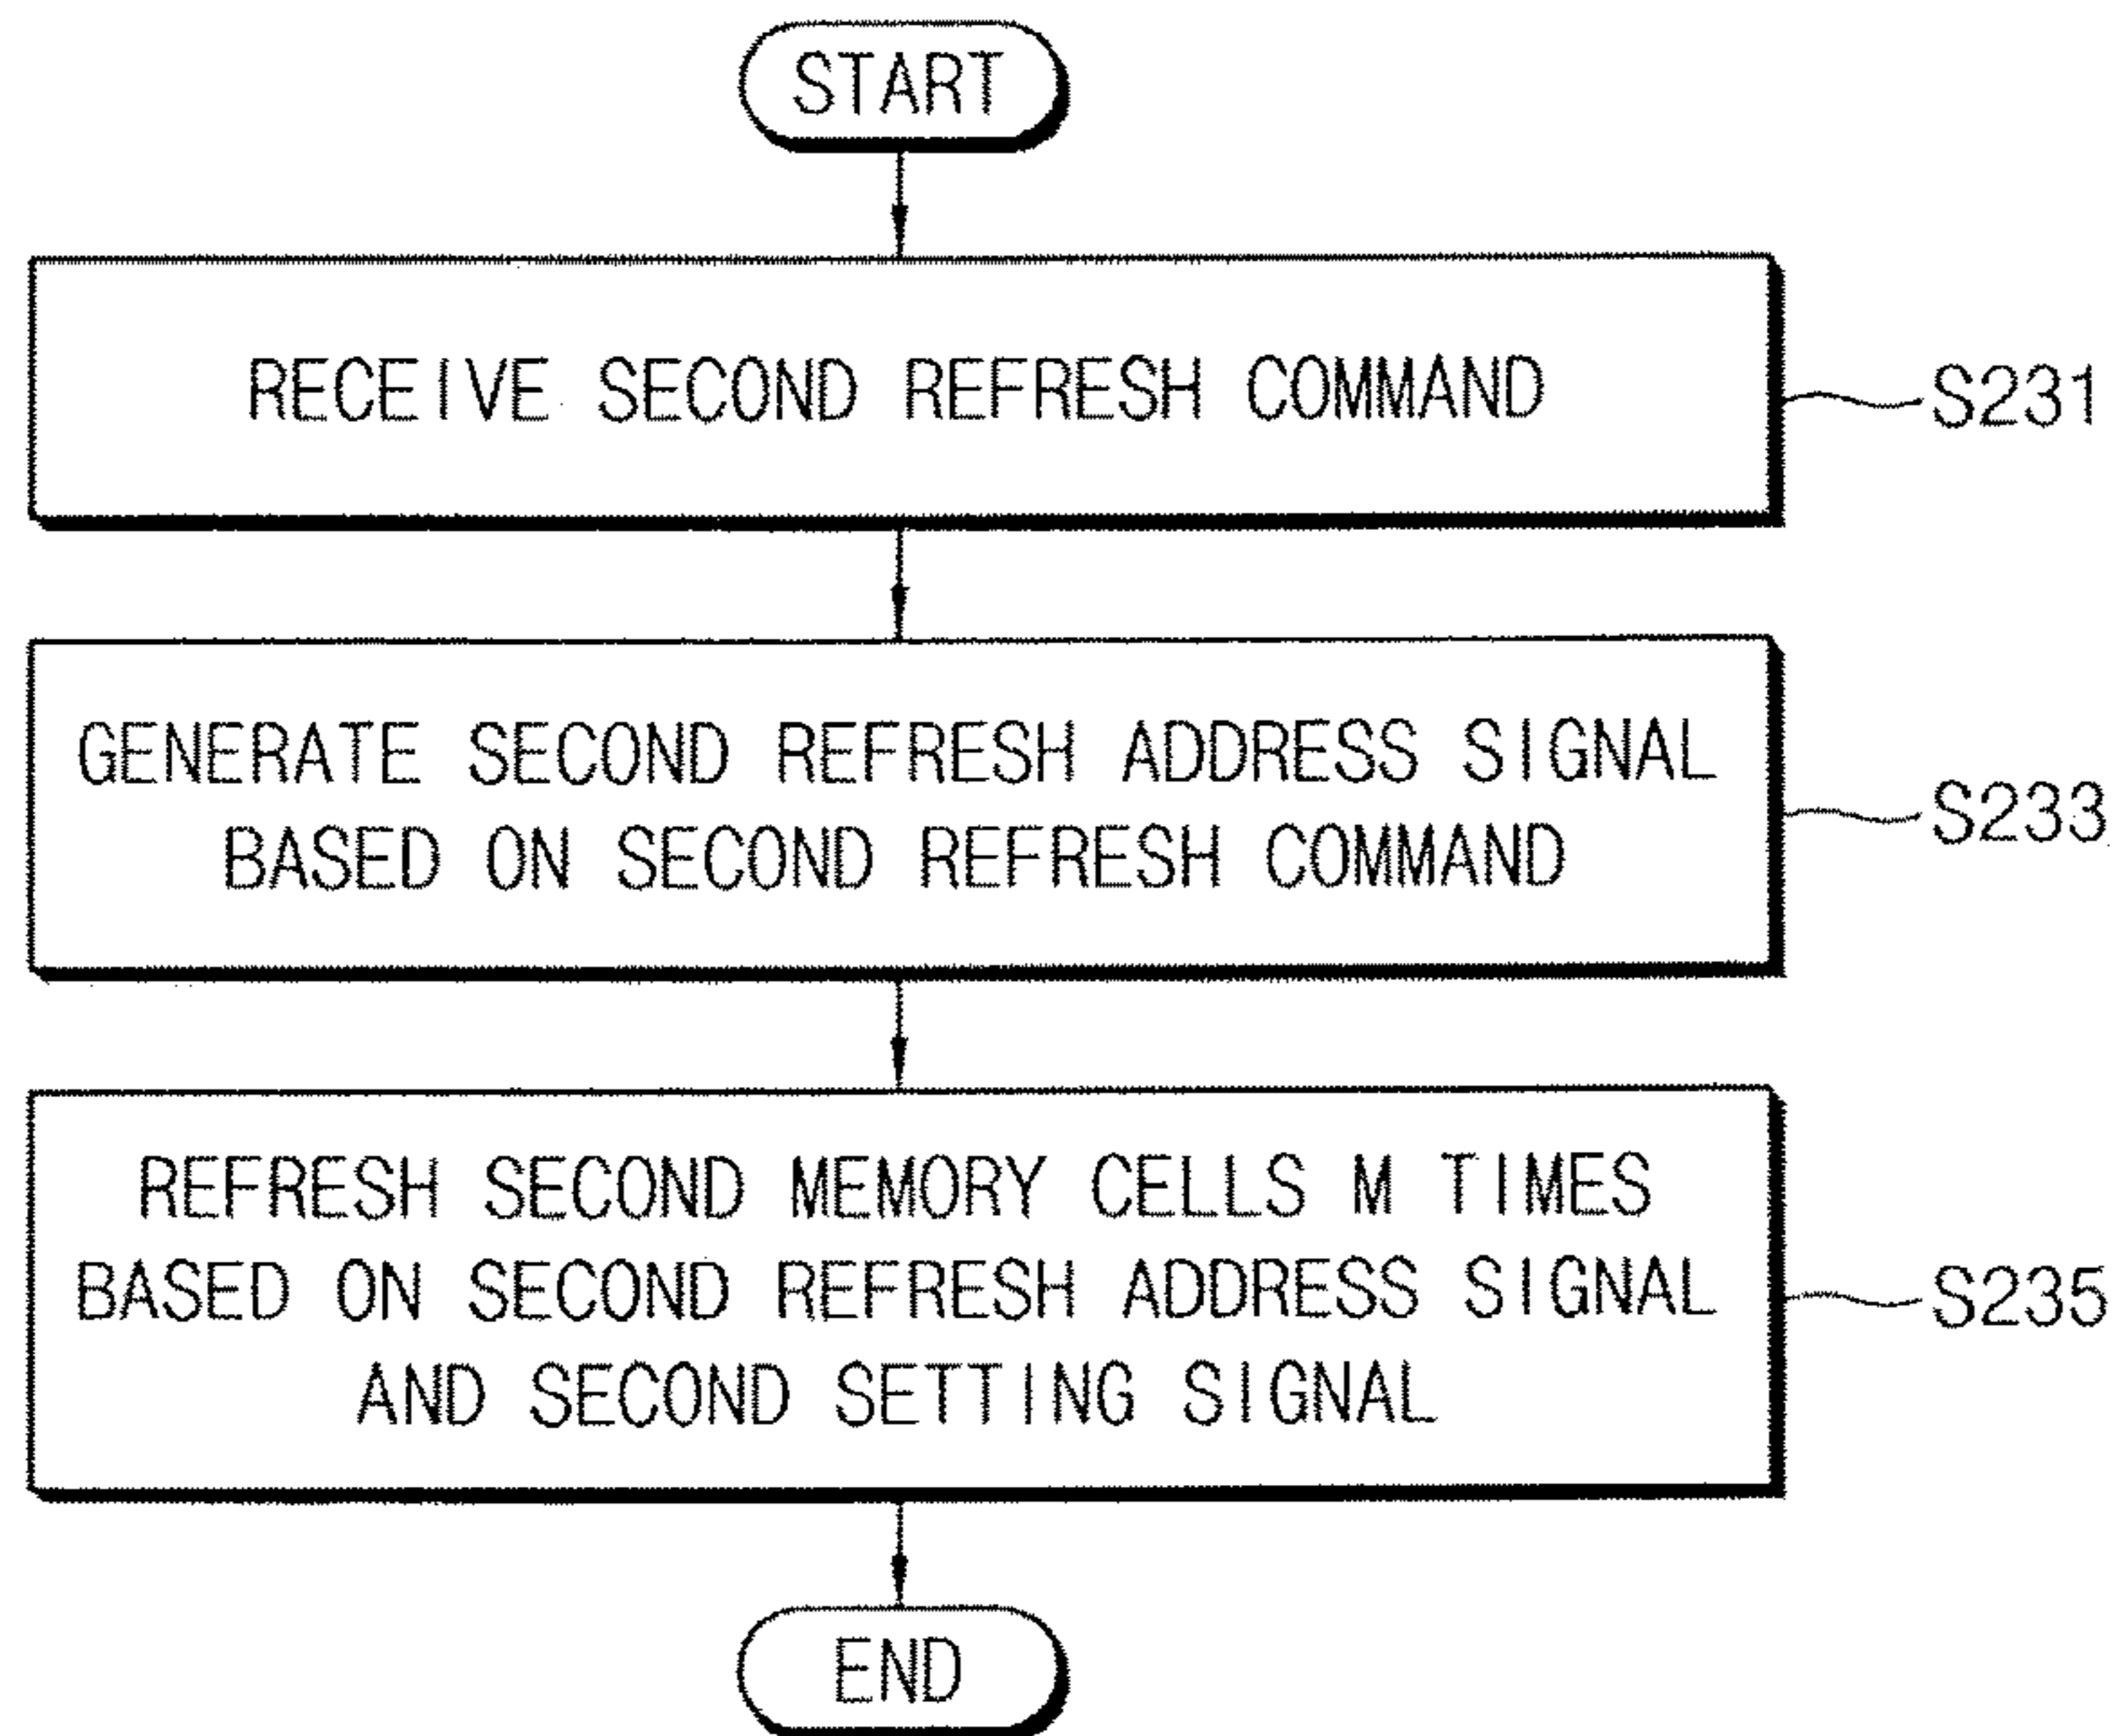 START
RECEIVE SECOND REFRESH COMMAND
S231
GENERATE SECOND REFRESH ADDRESS SIGNAL
BASED ON SECOND REFRESH COMMAND
S233
REFRESH SECOND MEMORY CELLS M TIMES
BASED ON SECOND REFRESH ADDRESS SIGNAL
AND SECOND SETTING SIGNAL
S235
END